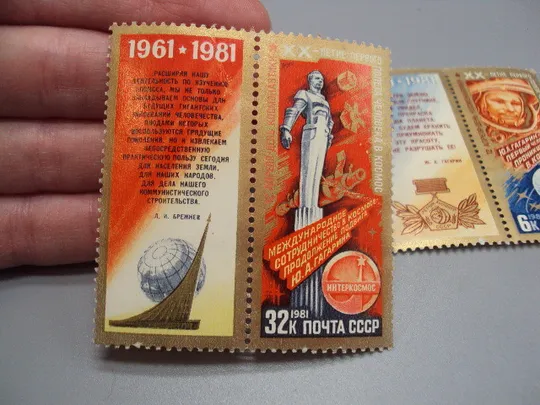 1961 ★ 1981
РАСШИРЯЯ НАШУ
ДЕЯТЕЛЬНОСТЬ ПО ИЗУЧЕНИЮ
КОСМОСА, МЫ НЕ ТОЛЬКО
ЗАКЛАДЫВАЕМ ОСНОВЫ ДЛЯ
БУДУЩИХ ГИГАНТСКИХ
СВЕРШЕНИЙ ЧЕЛОВЕЧЕСТВА,
ПЛОДАМИ КОТОРЫХ
ВОСПОЛЬЗУЮТСЯ ГРЯДУЩИЕ
ПОКОЛЕНИЯ, НО И ИЗВЛЕКАЕМ
НЕПОСРЕДСТВЕННУЮ
ПРАКТИЧЕСКУЮ ПОЛЬЗУ СЕГОДНЯ
ДЛЯ НАСЕЛЕНИЯ ЗЕМЛИ,
ДЛЯ НАШИХ НАРОДОВ,
ДЛЯ ДЕЛА НАШЕГО
КОММУНИСТИЧЕСКОГО
СТРОИТЕЛЬСТВА.
Л. И. БРЕЖНЕВ
XX-ЛЕТИЕ ПЕРВОГО
В КОСМОС
МЕЖДУНАРОДНОЕ
СОТРУДНИЧЕСТВО В КОСМОСЕ-
ПРОДОЛЖЕНИЕ ПОДВИГА
Ю.А.ГАГАРИНА
ИНТЕРКОСМОС
32К 1981 ПОЧТА СССР
Ю. А. ГАГАРИН
XX-ЛЕТИЕ
Ю.А.ГАГАРИН
6К